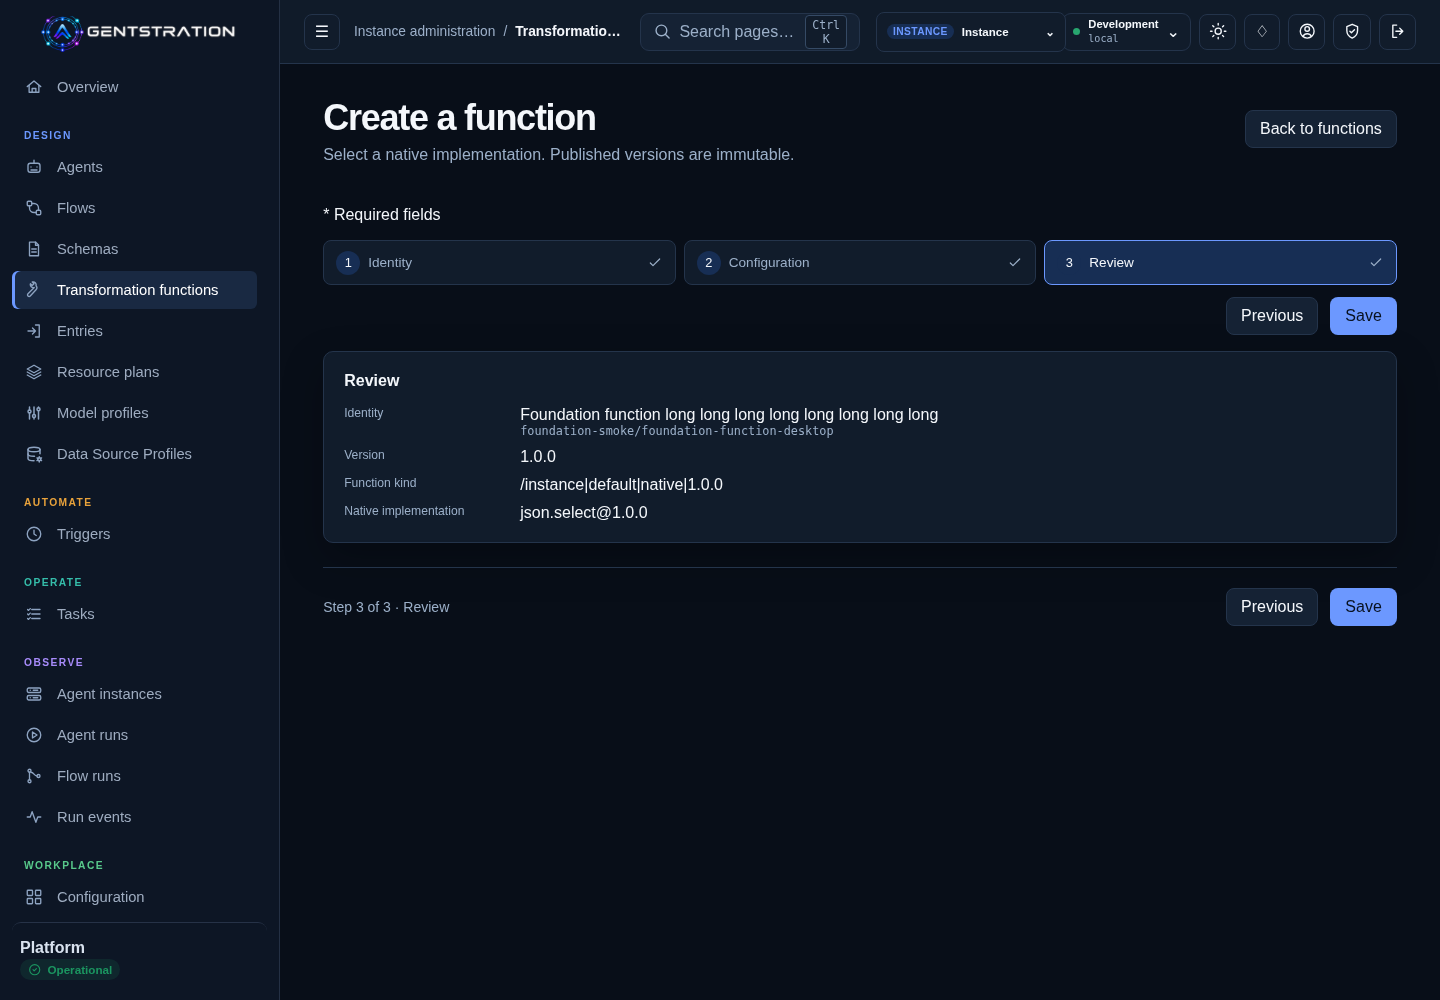 GENTSTRATION
Overview
DESIGN
Agents
Flows
Schemas
Transformation functions
Entries
Resource plans
Model profiles
Data Source Profiles
AUTOMATE
Triggers
OPERATE
Tasks
OBSERVE
Agent instances
Agent runs
Flow runs
Run events
WORKPLACE
Configuration
Platform
Operational
Instance administration / Transformatio…
Search pages…
Ctrl
K
INSTANCE Instance
Development
local
Create a function
Select a native implementation. Published versions are immutable.
Back to functions
* Required fields
1 Identity
2 Configuration
3 Review
Previous
Save
Review
Identity
Foundation function long long long long long long long long
foundation-smoke/foundation-function-desktop
Version
1.0.0
Function kind
/instance|default|native|1.0.0
Native implementation
json.select@1.0.0
Step 3 of 3 · Review
Previous
Save